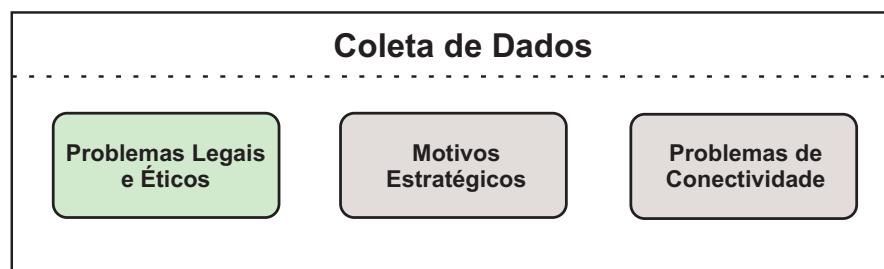 Coleta de Dados
Problemas Legais
e Éticos
Motivos
Estratégicos
Problemas de
Conectividade